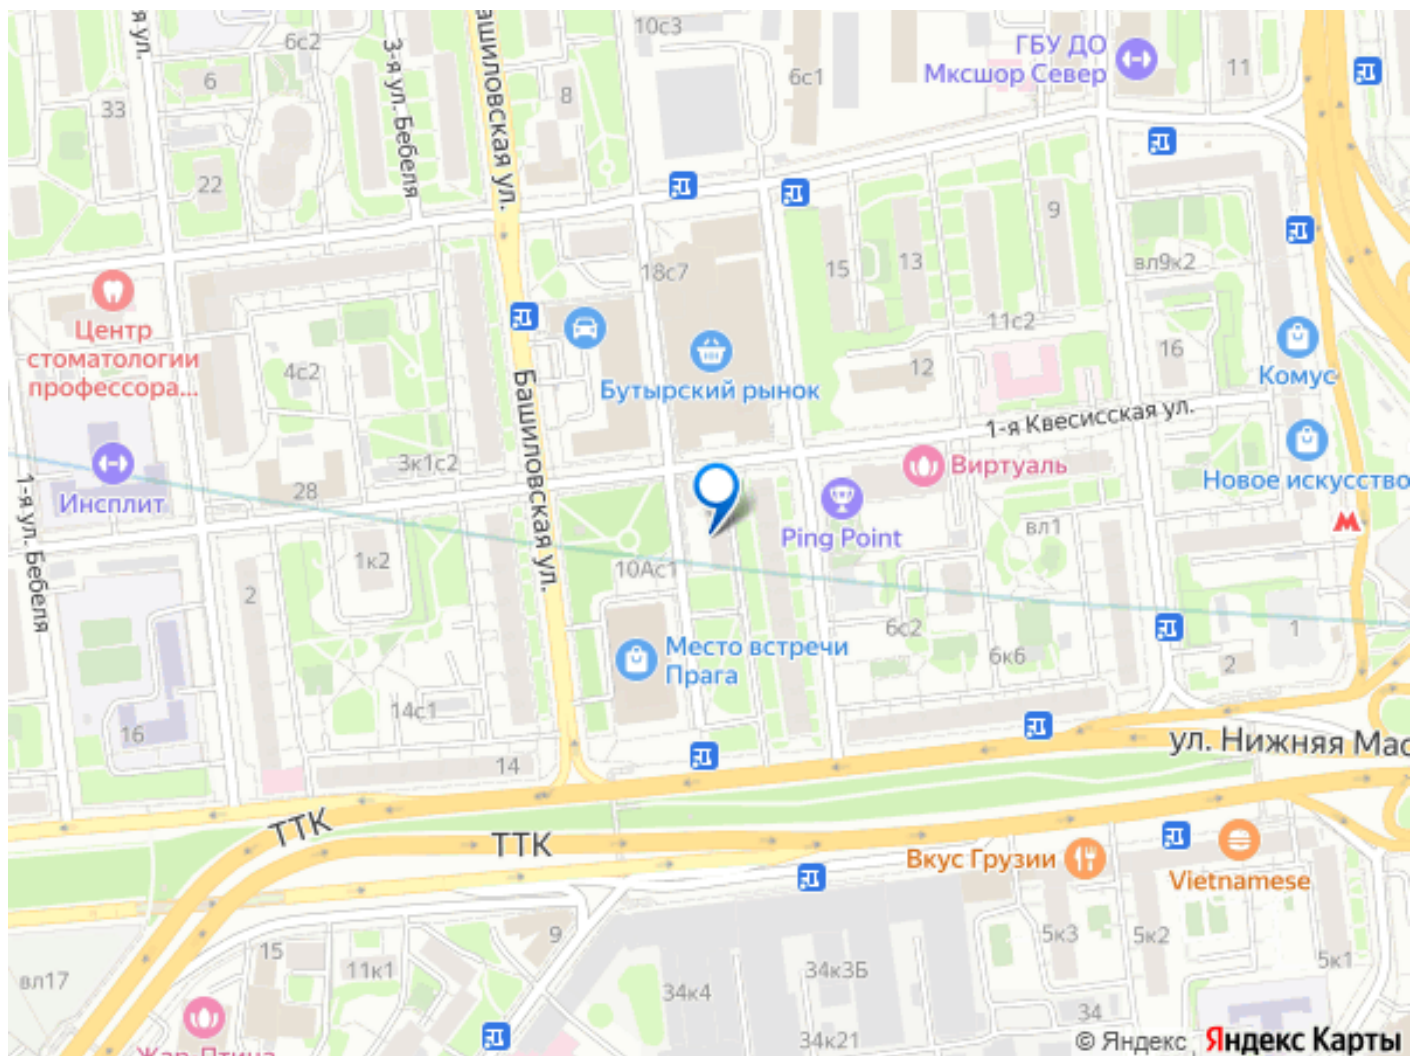 6с2
10с3
ГБУ ДО
Мксшор Север
11
6
8
6с1
33
3-я ул. Бебеля
Башиловская ул.
22
9
15
13
вл9к2
18с7
Центр
стоматологии
профессора...
11с2
16
Комус
4с2
12
Бутырский рынок
Башиловская ул.
1-я Квесисская ул.
3к1с2
Виртуаль
Новое искусство
28
Инсплит
1-я ул. Бебеля
Ping Point
вл1
1к2
10Ас1
2
6с2
1
Место встречи
Прага
6к6
2
14с1
16
ул. Нижняя Мас
14
ТТК
ТТК
Вкус Грузии
Vietnamese
15
9
5к3
5к2
11к1
34к3Б
5к1
вл17
34к4
34
34к21
Жар-Птица
© Яндекс
Яндекс Карты